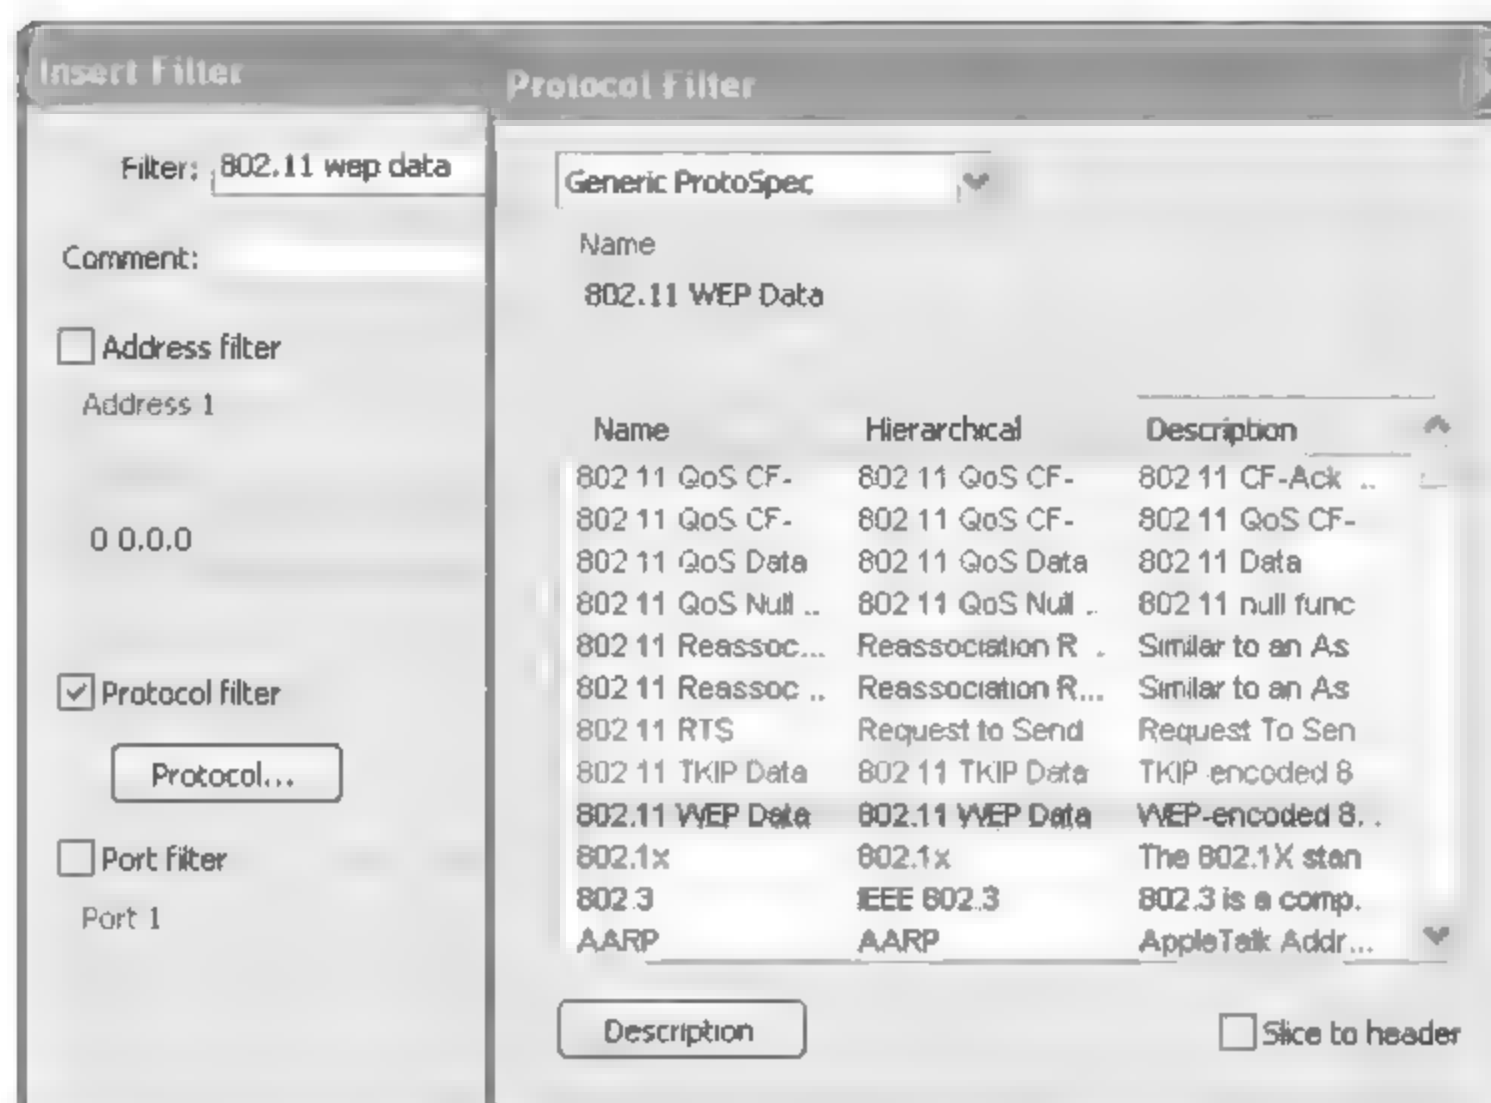 Insert Filter
Filter: 802.11 wep data
Comment:
Address filter
Address 1
0 0.0.0
Protocol filter
Protocol...
Port filter
Port 1
Protocol Filter
Generic ProtoSpec
Name
802.11 WEP Data
Name Hierarchical Description
802 11 QoS CF- 802 11 QoS CF- 802 11 CF-Ack ..
802 11 QoS CF- 802 11 QoS CF- 802 11 QoS CF-
802 11 QoS Data 802 11 QoS Data 802 11 Data
802 11 QoS Null .. 802 11 QoS Null .. 802 11 null func
802 11 Reassoc... Reassociation R . Similar to an As
802 11 Reassoc .. Reassociation R... Similar to an As
802 11 RTS Request to Send Request To Sen
802 11 TKIP Data 802 11 TKIP Data TKIP encoded 8
802.11 WEP Data 802.11 WEP Data WEP-encoded 8. .
802.1x 802.1x The 802.1X stan
802.3 IEEE 802.3 802.3 is a comp.
AARP AARP AppleTalk Addr...
Description
Slice to header